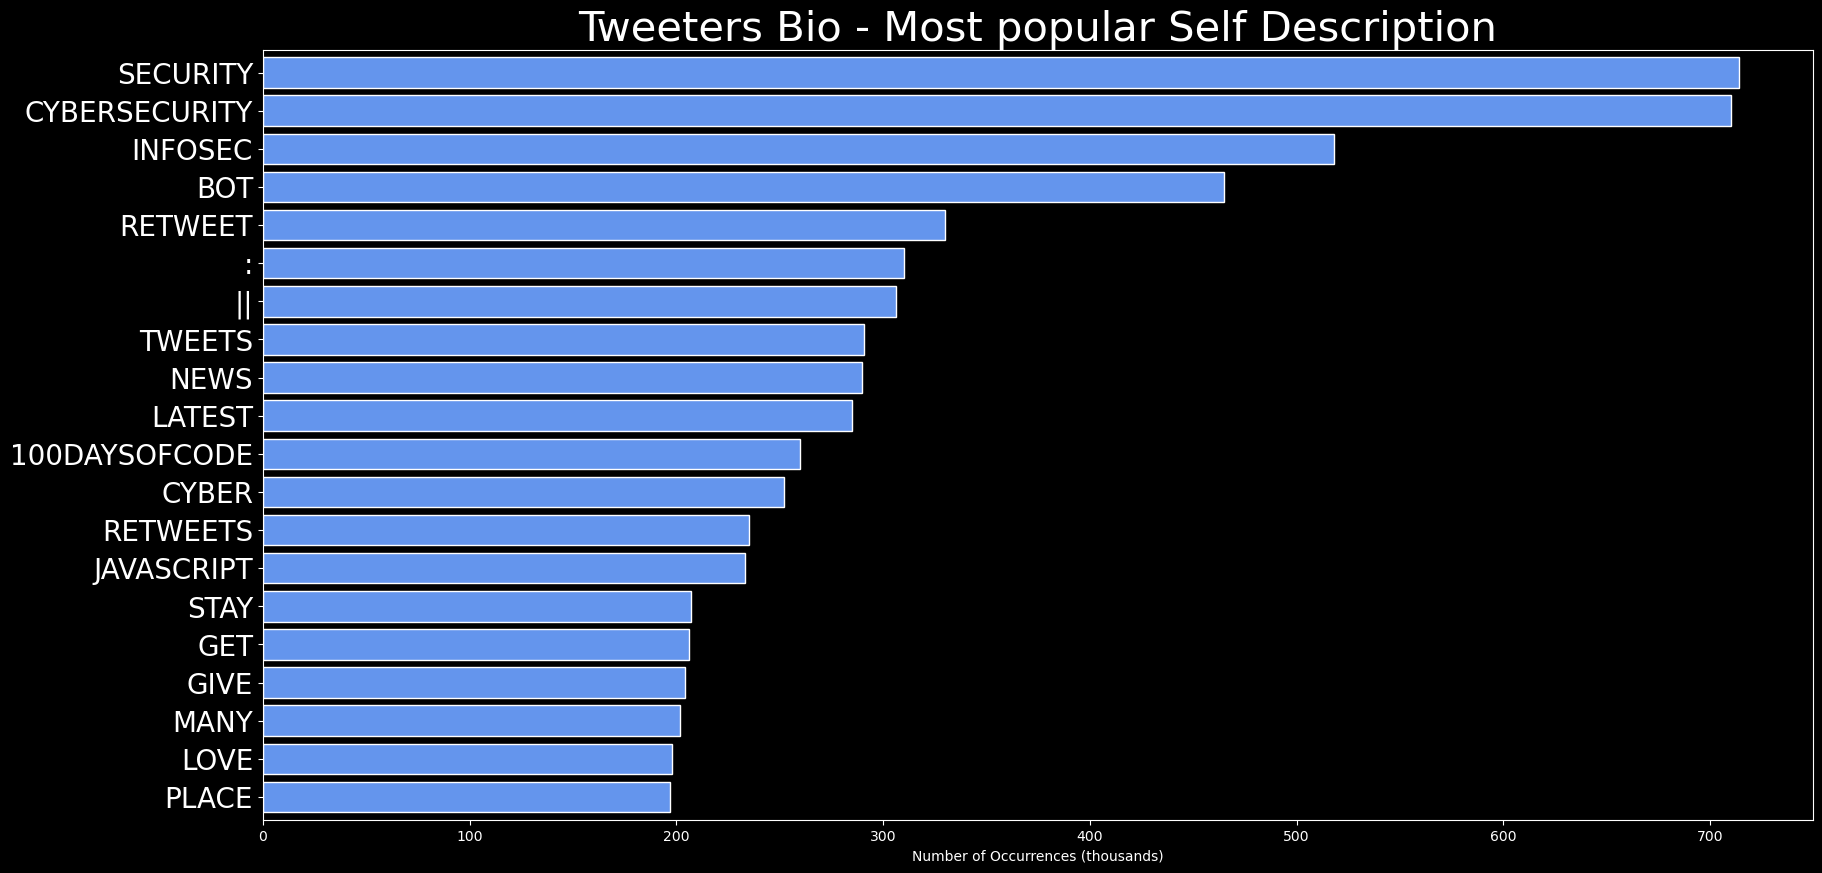 Tweeters Bio - Most popular Self Description
SECURITY
CYBERSECURITY
INFOSEC
BOT
RETWEET
:
||
TWEETS
NEWS
LATEST
100DAYSOFCODE
CYBER
RETWEETS
JAVASCRIPT
STAY
GET
GIVE
MANY
LOVE
PLACE
0 100 200 300 400 500 600 700
Number of Occurrences (thousands)